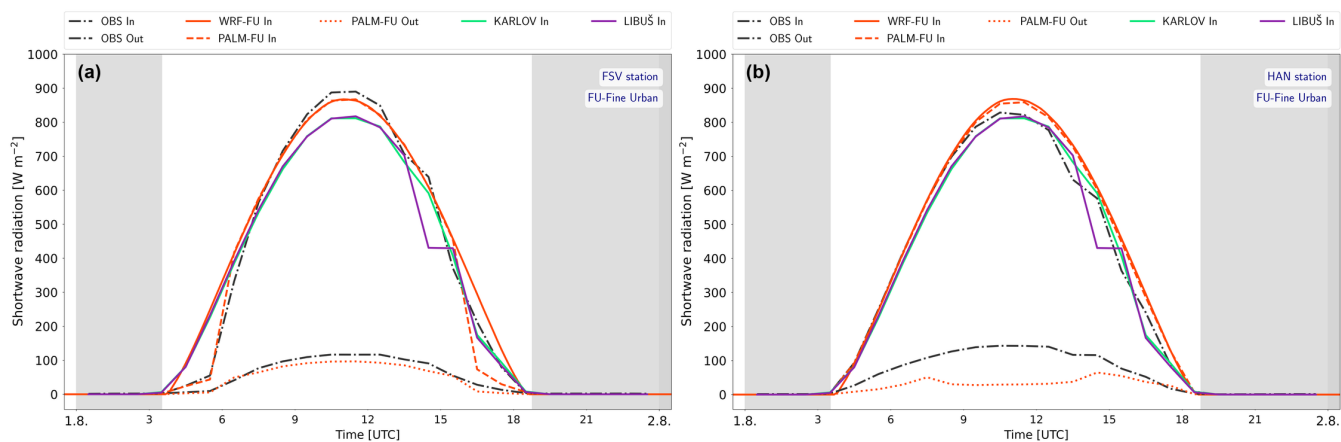 OBS In WRF-FU In PALM-FU Out KARLOV In LIBUŠ In
OBS Out PALM-FU In
(a)
FSV station
FU-Fine Urban
Shortwave radiation [W m−2]
1000
900
800
700
600
500
400
300
200
100
0
1.8. 3 6 9 12 15 18 2.8.
Time [UTC]
OBS In WRF-FU In PALM-FU Out KARLOV In LIBUŠ In
OBS Out PALM-FU In
(b)
HAN station
FU-Fine Urban
Shortwave radiation [W m−2]
1000
900
800
700
600
500
400
300
200
100
0
1.8. 3 6 9 12 15 18 2.8.
Time [UTC]